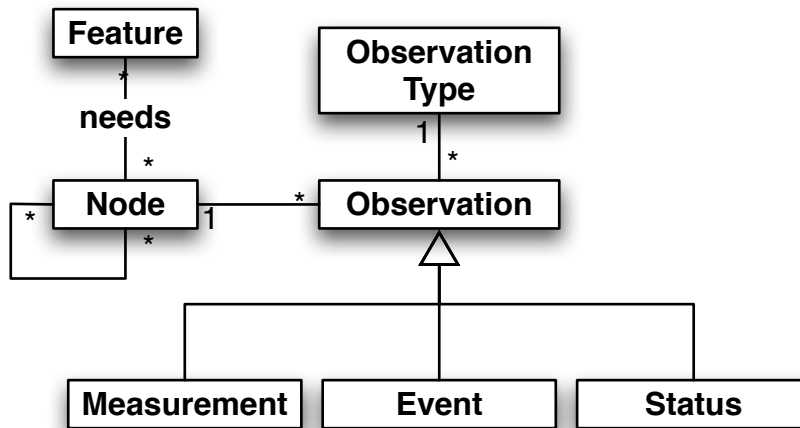 Feature
*
needs
*
Observation
Type
1
*
Node
*
*
1
*
Observation
Measurement
Event
Status